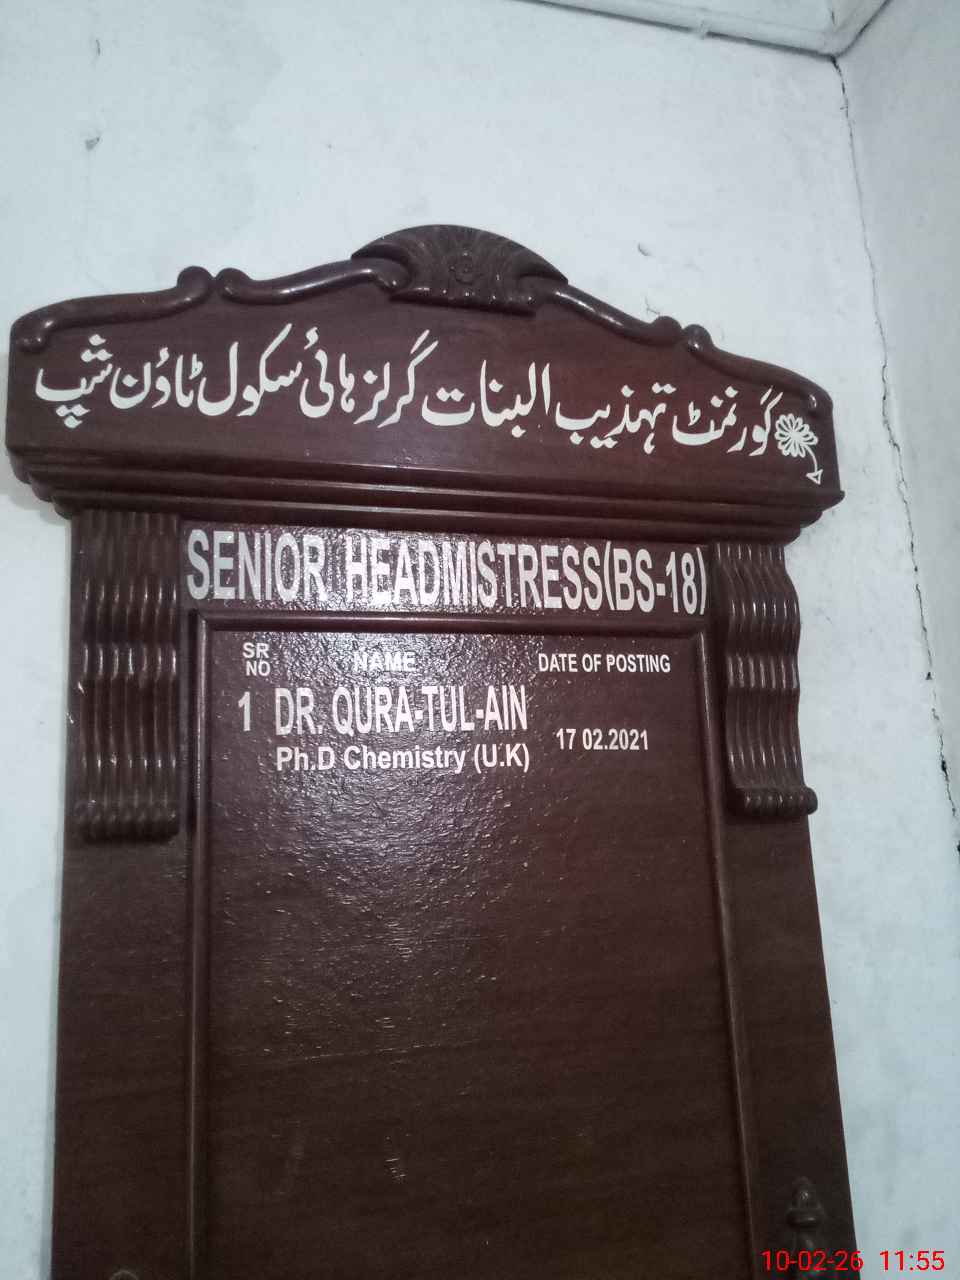 گورنمنٹ تہذیب البنات گرلز ہائی سکول ٹاؤن شپ
SENIOR HEADMISTRESS(BS-18)
SR NO NAME DATE OF POSTING
1 DR. QURA-TUL-AIN
Ph.D Chemistry (U.K) 17 02.2021
10-02-26 11:55